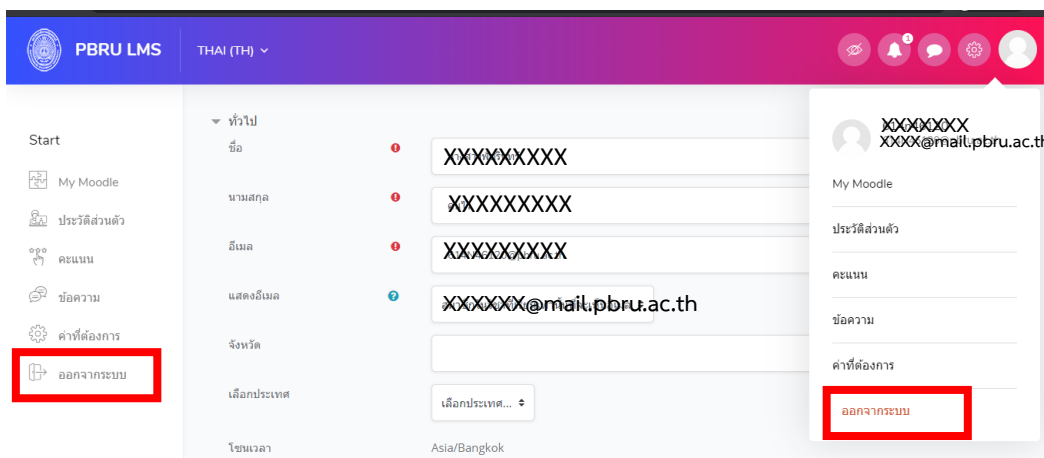 PBRU LMS
THAI (TH)
1
Start
My Moodle
ประวัติส่วนตัว
คะแนน
ข้อความ
ค่าที่ต้องการ
ออกจากระบบ
ทั่วไป
ชื่อ
XXXXXXXXX
นามสกุล
XXXXXXXXX
อีเมล
XXXXXXXXX
แสดงอีเมล
XXXXXX@mail.pbru.ac.th
จังหวัด
เลือกประเทศ
เลือกประเทศ...
โซนเวลา
Asia/Bangkok
XXXXXXX
XXXX@mail.pbru.ac.th
My Moodle
ประวัติส่วนตัว
คะแนน
ข้อความ
ค่าที่ต้องการ
ออกจากระบบ